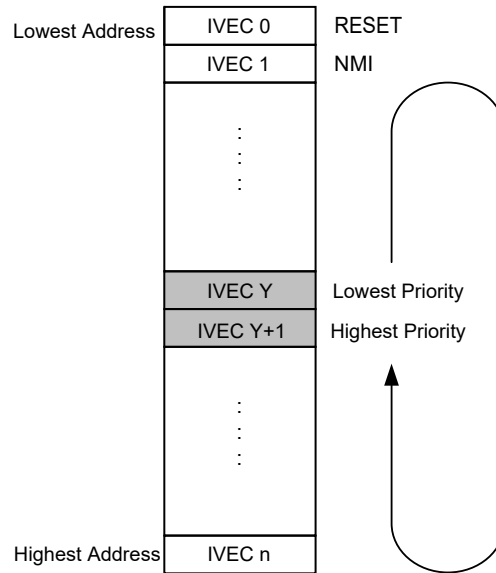 Lowest Address IVEC 0 RESET
IVEC 1 NMI
:
:
:
IVEC Y Lowest Priority
IVEC Y+1 Highest Priority
:
:
:
Highest Address IVEC n